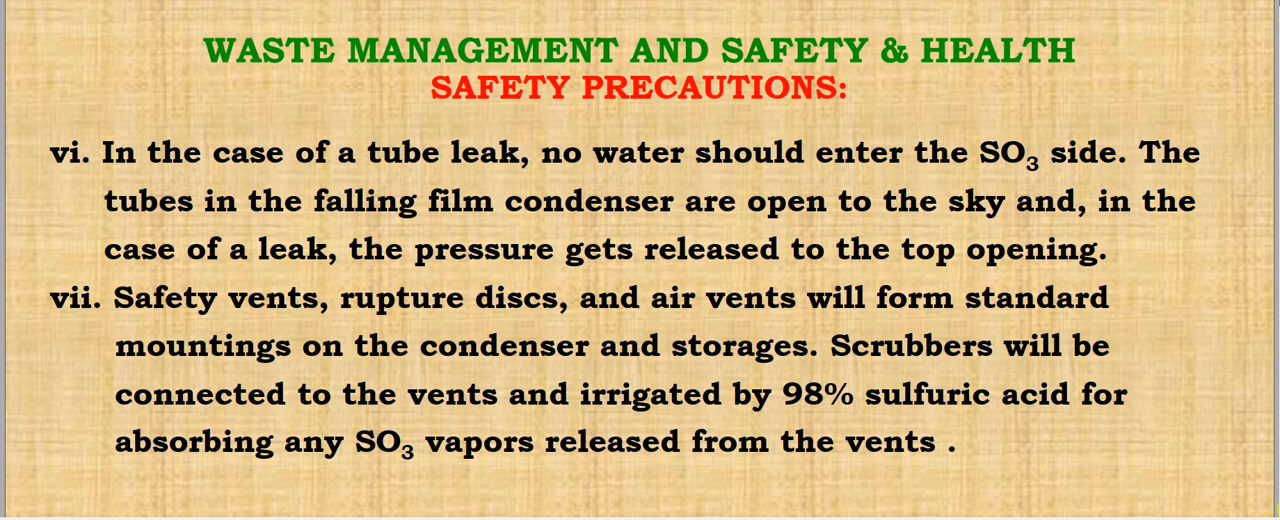 WASTE MANAGEMENT AND SAFETY & HEALTH
SAFETY PRECAUTIONS:
vi. In the case of a tube leak, no water should enter the SO₃ side. The
tubes in the falling film condenser are open to the sky and, in the
case of a leak, the pressure gets released to the top opening.
vii. Safety vents, rupture discs, and air vents will form standard
mountings on the condenser and storages. Scrubbers will be
connected to the vents and irrigated by 98% sulfuric acid for
absorbing any SO₃ vapors released from the vents .